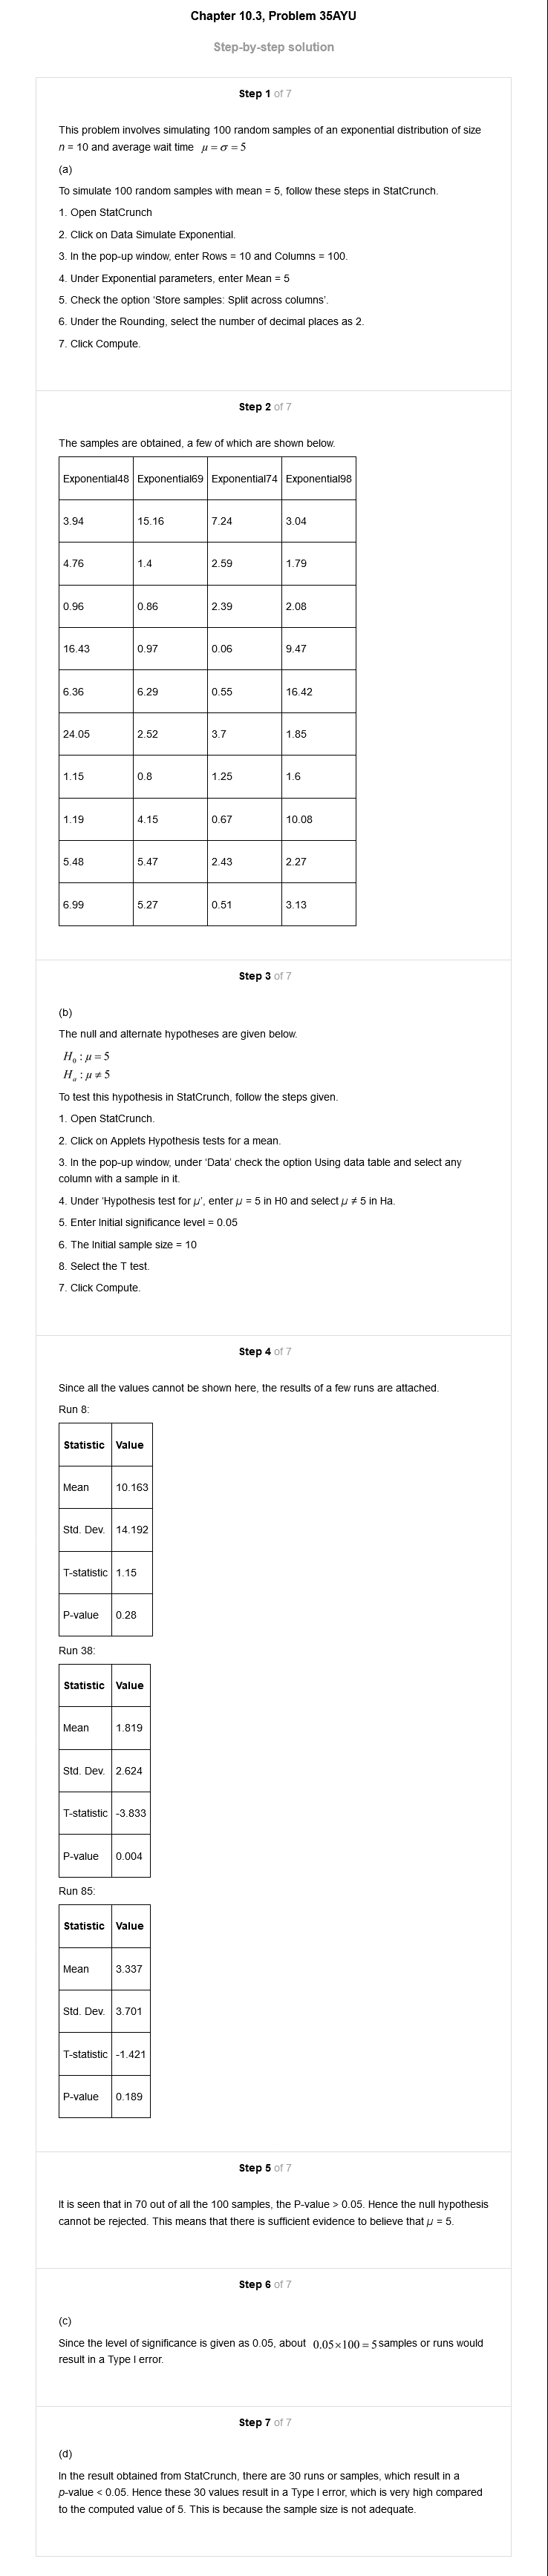 Chapter 10.3, Problem 35AYU
Step-by-step solution
Step 1 of 7
This problem involves simulating 100 random samples of an exponential distribution of size
n = 10 and average wait time μ = σ = 5
(a)
To simulate 100 random samples with mean = 5, follow these steps in StatCrunch.
1. Open StatCrunch
2. Click on Data Simulate Exponential.
3. In the pop-up window, enter Rows = 10 and Columns = 100.
4. Under Exponential parameters, enter Mean = 5
5. Check the option 'Store samples: Split across columns'.
6. Under the Rounding, select the number of decimal places as 2.
7. Click Compute.
Step 2 of 7
The samples are obtained, a few of which are shown below.
Exponential48 Exponential69 Exponential74 Exponential98
3.94 15.16 7.24 3.04
4.76 1.4 2.59 1.79
0.96 0.86 2.39 2.08
16.43 0.97 0.06 9.47
6.36 6.29 0.55 16.42
24.05 2.52 3.7 1.85
1.15 0.8 1.25 1.6
1.19 4.15 0.67 10.08
5.48 5.47 2.43 2.27
6.99 5.27 0.51 3.13
Step 3 of 7
(b)
The null and alternate hypotheses are given below.
H₀ : μ = 5
Hₐ : μ ≠ 5
To test this hypothesis in StatCrunch, follow the steps given.
1. Open StatCrunch.
2. Click on Applets Hypothesis tests for a mean.
3. In the pop-up window, under 'Data' check the option Using data table and select any
column with a sample in it.
4. Under 'Hypothesis test for μ', enter μ = 5 in H0 and select μ ≠ 5 in Ha.
5. Enter Initial significance level = 0.05
6. The Initial sample size = 10
8. Select the T test.
7. Click Compute.
Step 4 of 7
Since all the values cannot be shown here, the results of a few runs are attached.
Run 8:
Statistic Value
Mean 10.163
Std. Dev. 14.192
T-statistic 1.15
P-value 0.28
Run 38:
Statistic Value
Mean 1.819
Std. Dev. 2.624
T-statistic -3.833
P-value 0.004
Run 85:
Statistic Value
Mean 3.337
Std. Dev. 3.701
T-statistic -1.421
P-value 0.189
Step 5 of 7
It is seen that in 70 out of all the 100 samples, the P-value > 0.05. Hence the null hypothesis
cannot be rejected. This means that there is sufficient evidence to believe that μ = 5.
Step 6 of 7
(c)
Since the level of significance is given as 0.05, about 0.05×100 = 5 samples or runs would
result in a Type I error.
Step 7 of 7
(d)
In the result obtained from StatCrunch, there are 30 runs or samples, which result in a
p-value < 0.05. Hence these 30 values result in a Type I error, which is very high compared
to the computed value of 5. This is because the sample size is not adequate.